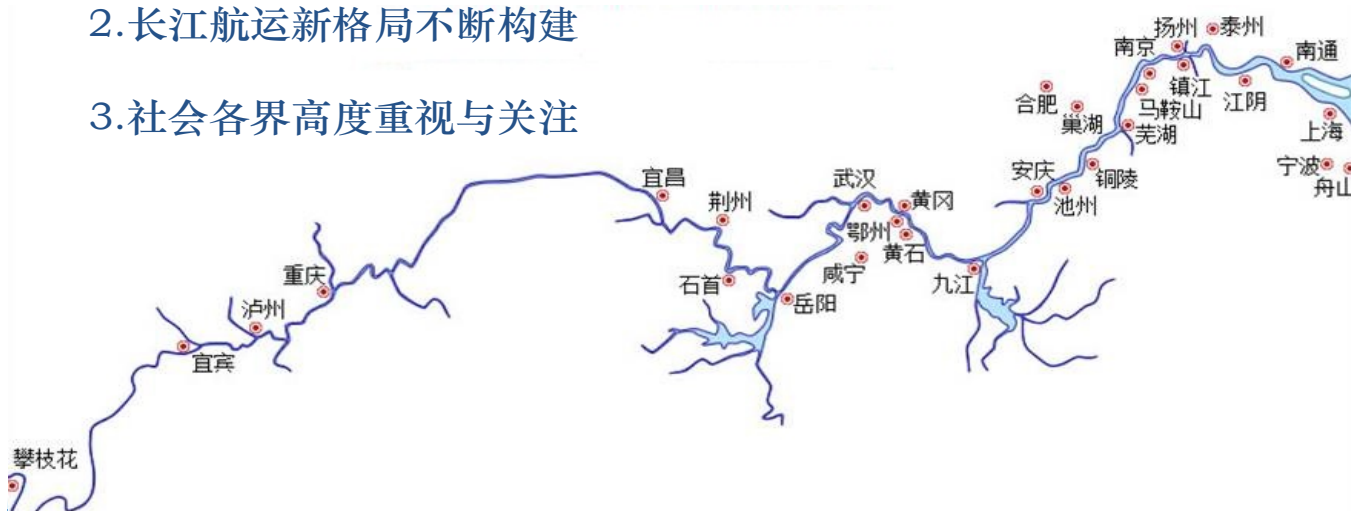 2.长江航运新格局不断构建
3.社会各界高度重视与关注
扬州
泰州
南京
南通
镇江
合肥
马鞍山
江阴
巢湖
芜湖
上海
宁波
舟山
宜昌
武汉
黄冈
安庆
铜陵
荆州
池州
鄂州
黄石
重庆
石首
咸宁
九江
岳阳
泸州
宜宾
攀枝花